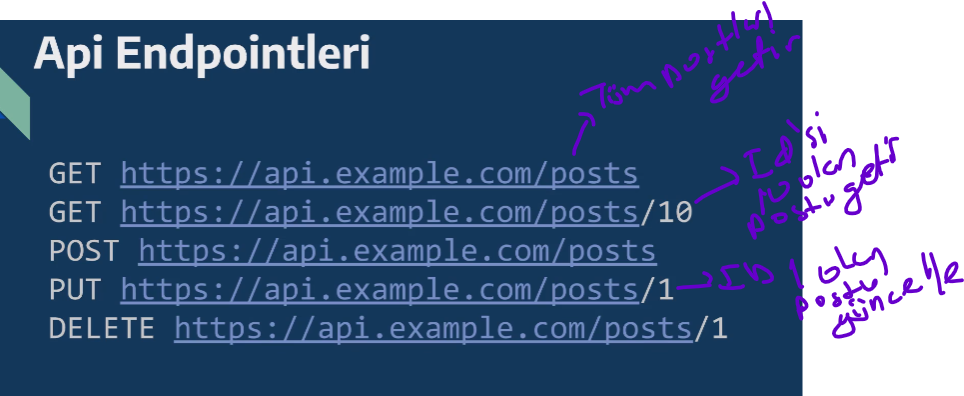 Api Endpointleri
Tüm postları
getir
GET https://api.example.com/posts
GET https://api.example.com/posts/10
ID'si
10 olan
postu getir
POST https://api.example.com/posts
PUT https://api.example.com/posts/1
ID 1 olan
postu
güncelle
DELETE https://api.example.com/posts/1